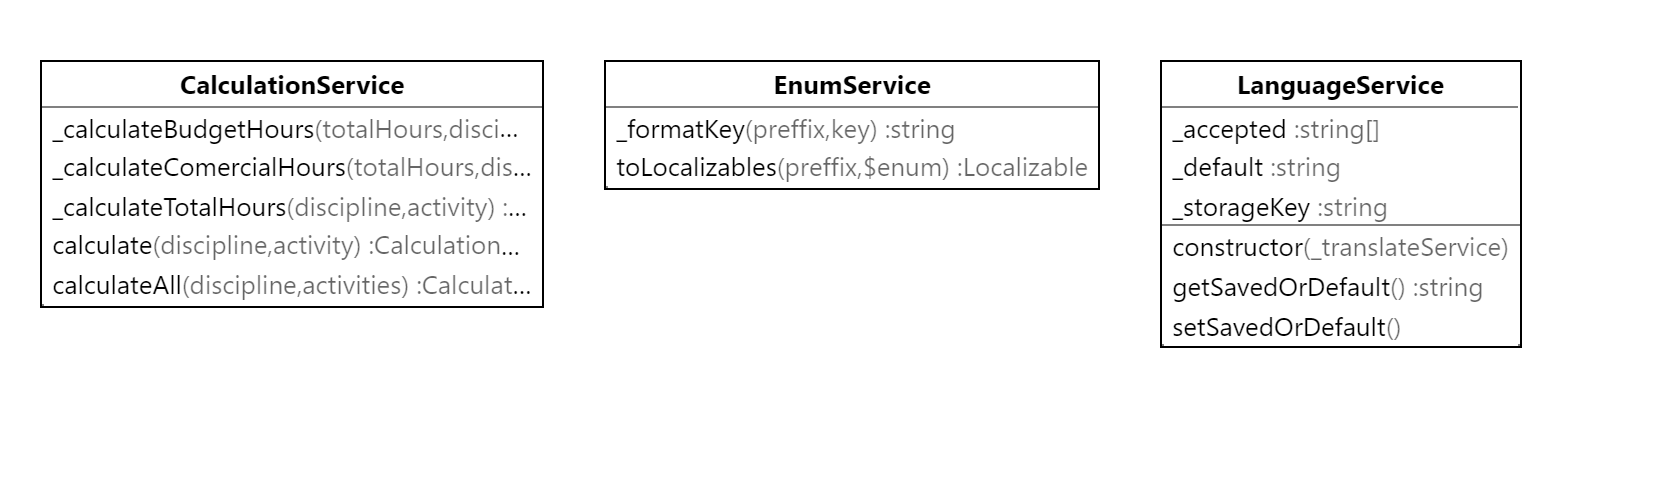 CalculationService
_calculateBudgetHours(totalHours,disci...
_calculateComercialHours(totalHours,dis...
_calculateTotalHours(discipline,activity) :...
calculate(discipline,activity) :Calculation...
calculateAll(discipline,activities) :Calculat...
EnumService
_formatKey(preffix,key) :string
toLocalizables(preffix,$enum) :Localizable
LanguageService
_accepted :string[]
_default :string
_storageKey :string
constructor(_translateService)
getSavedOrDefault() :string
setSavedOrDefault()